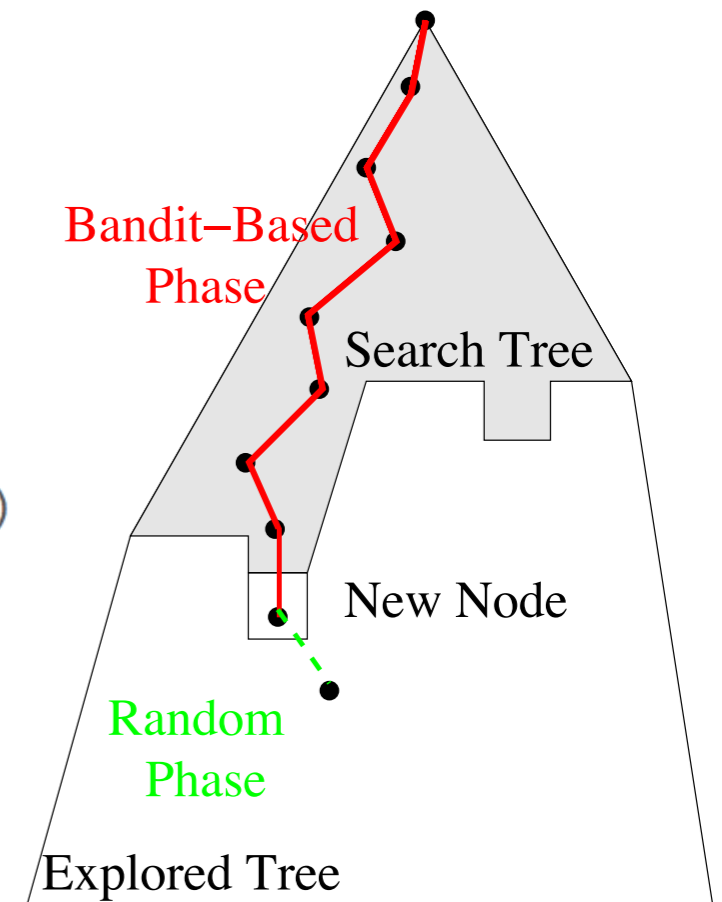 Bandit–Based
Phase
Search Tree
New Node
Random
Phase
Explored Tree